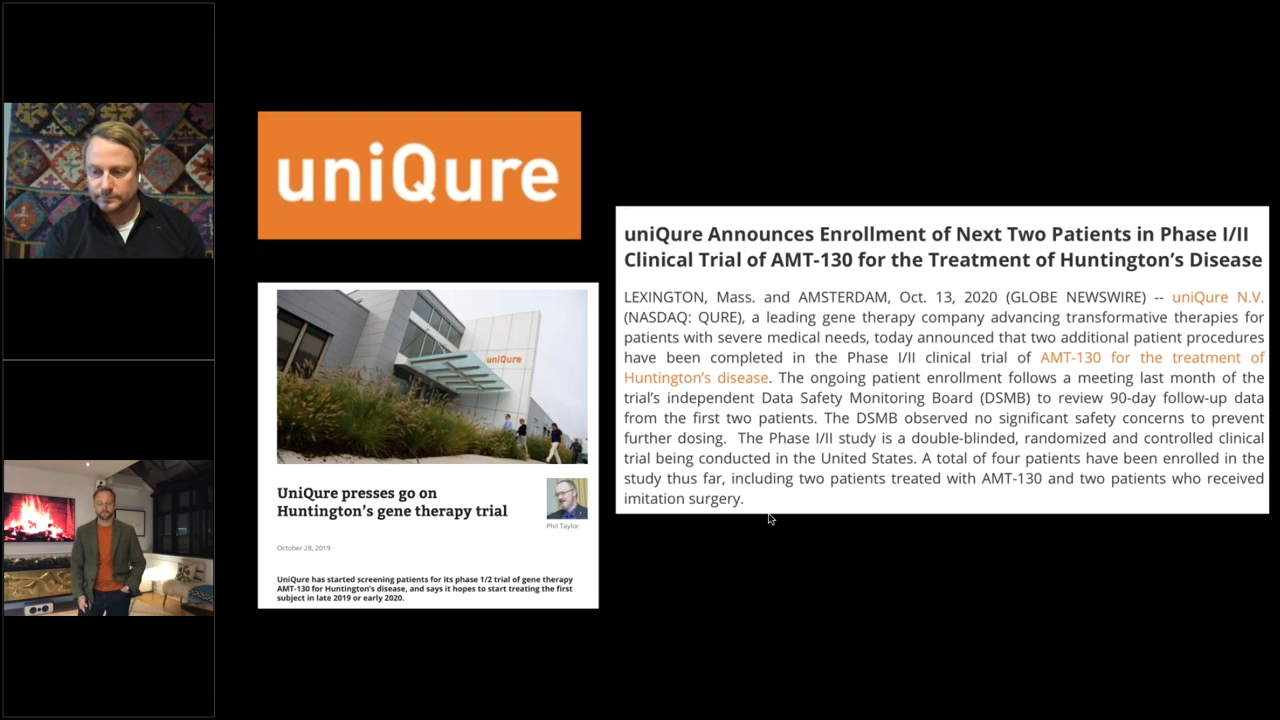 uniQure
uniQure
UniQure presses go on
Huntington’s gene therapy trial
Phil Taylor
October 28, 2019
UniQure has started screening patients for its phase 1/2 trial of gene therapy
AMT-130 for Huntington’s disease, and says it hopes to start treating the first
subject in late 2019 or early 2020.
uniQure Announces Enrollment of Next Two Patients in Phase I/II
Clinical Trial of AMT-130 for the Treatment of Huntington’s Disease
LEXINGTON, Mass. and AMSTERDAM, Oct. 13, 2020 (GLOBE NEWSWIRE) -- uniQure N.V.
(NASDAQ: QURE), a leading gene therapy company advancing transformative therapies for
patients with severe medical needs, today announced that two additional patient procedures
have been completed in the Phase I/II clinical trial of AMT-130 for the treatment of
Huntington’s disease. The ongoing patient enrollment follows a meeting last month of the
trial’s independent Data Safety Monitoring Board (DSMB) to review 90-day follow-up data
from the first two patients. The DSMB observed no significant safety concerns to prevent
further dosing. The Phase I/II study is a double-blinded, randomized and controlled clinical
trial being conducted in the United States. A total of four patients have been enrolled in the
study thus far, including two patients treated with AMT-130 and two patients who received
imitation surgery.